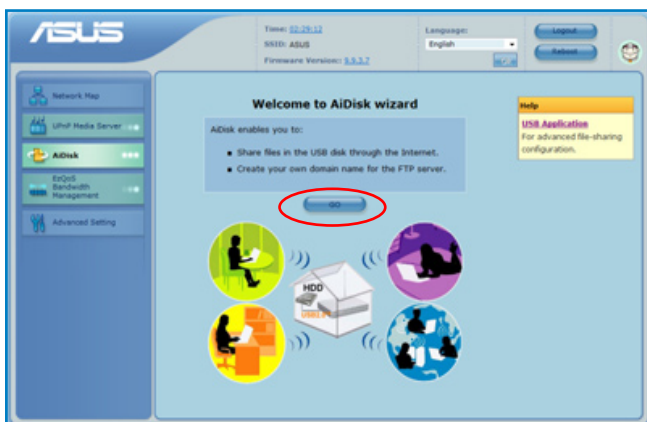 ASUS
Time: 02:29:12
SSID: ASUS
Firmware Version: 3.9.3.7
Language:
English
Logout
Reboot
Network Map
UPnP Media Server
AiDisk
EzQoS
Bandwidth
Management
Advanced Setting
Welcome to AiDisk wizard
AiDisk enables you to:
Share files in the USB disk through the Internet.
Create your own domain name for the FTP server.
GO
HDD
Help
USB Application
For advanced file-sharing
configuration.